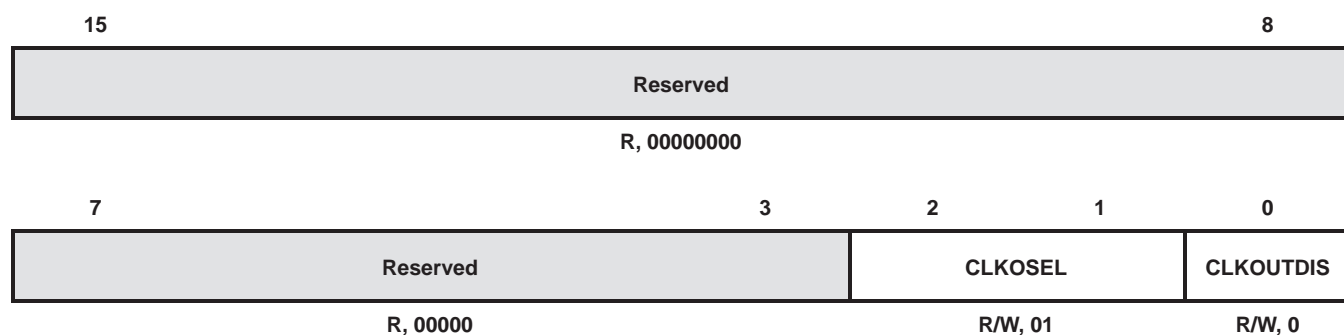 15 8
Reserved
R, 00000000
7 3 2 1 0
Reserved CLKOSEL CLKOUTDIS
R, 00000 R/W, 01 R/W, 0